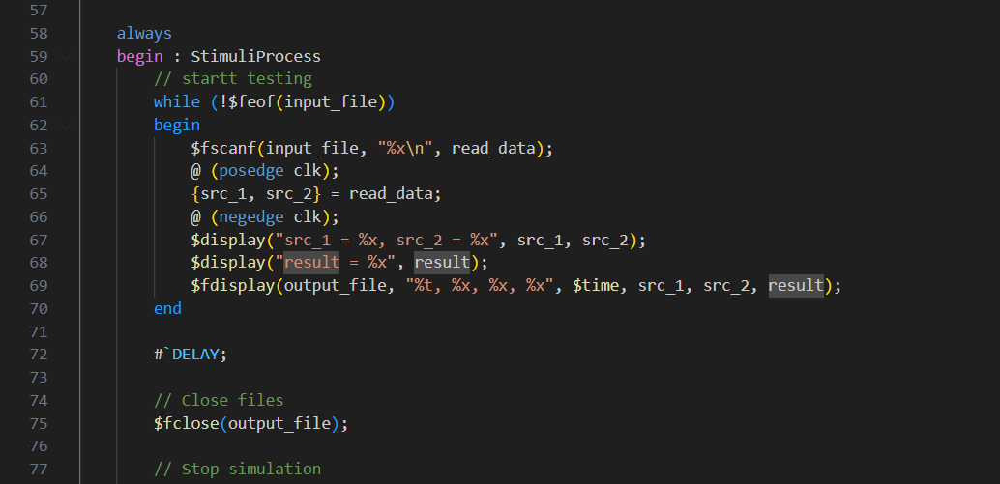 57
58 always
59 begin : StimuliProcess
60 // startt testing
61 while (!$feof(input_file))
62 begin
63 $fscanf(input_file, "%x\n", read_data);
64 @ (posedge clk);
65 {src_1, src_2} = read_data;
66 @ (negedge clk);
67 $display("src_1 = %x, src_2 = %x", src_1, src_2);
68 $display("result = %x", result);
69 $fdisplay(output_file, "%t, %x, %x, %x", $time, src_1, src_2, result);
70 end
71
72 #`DELAY;
73
74 // Close files
75 $fclose(output_file);
76
77 // Stop simulation